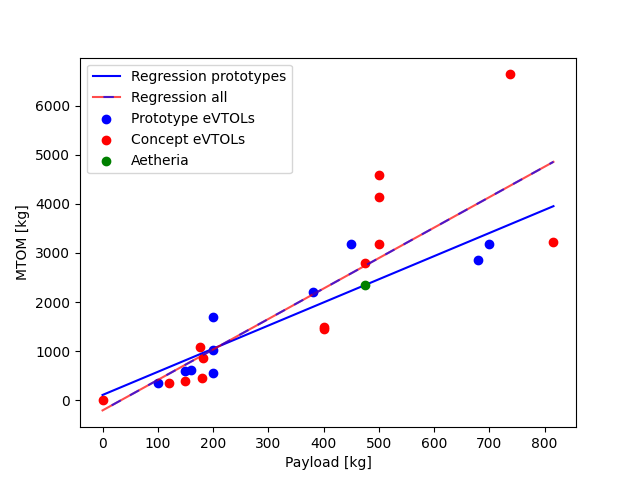 Regression prototypes
Regression all
Prototype eVTOLs
Concept eVTOLs
Aetheria
MTOM [kg]
6000
5000
4000
3000
2000
1000
0
0 100 200 300 400 500 600 700 800
Payload [kg]